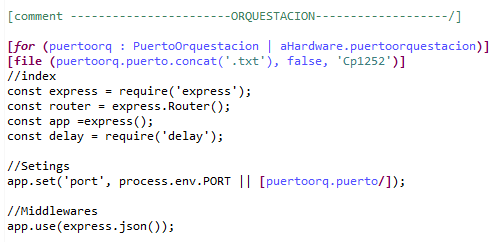 [comment -----------------------ORQUESTACION-------------------/]
[for (puertoorq : PuertoOrquestacion | aHardware.puertoorquestacion)]
[file (puertoorq.puerto.concat('.txt'), false, 'Cp1252')]
//index
const express = require('express');
const router = express.Router();
const app =express();
const delay = require('delay');
//Setings
app.set('port', process.env.PORT || [puertoorq.puerto/]);
//Middlewares
app.use(express.json());